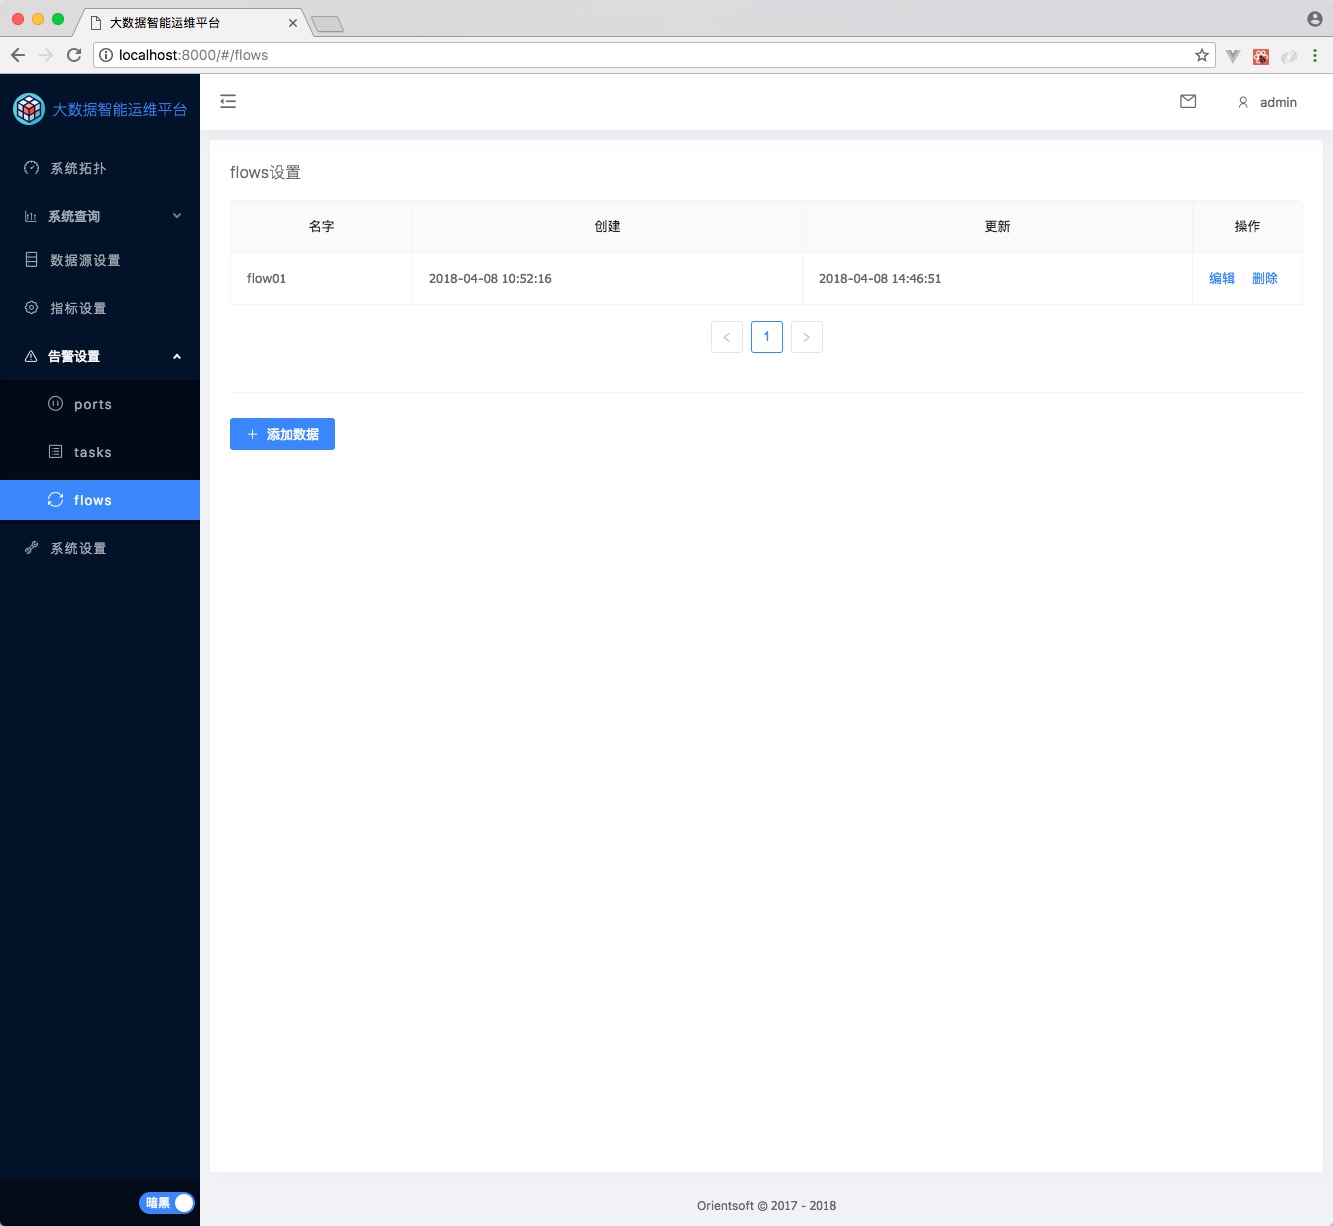 大数据智能运维平台
localhost:8000/#/flows
大数据智能运维平台
admin
系统拓扑
系统查询
数据源设置
指标设置
告警设置
ports
tasks
flows
系统设置
暗黑
flows设置
名字 创建 更新 操作
flow01 2018-04-08 10:52:16 2018-04-08 14:46:51 编辑 删除
< 1 >
+ 添加数据
Orientsoft © 2017 - 2018